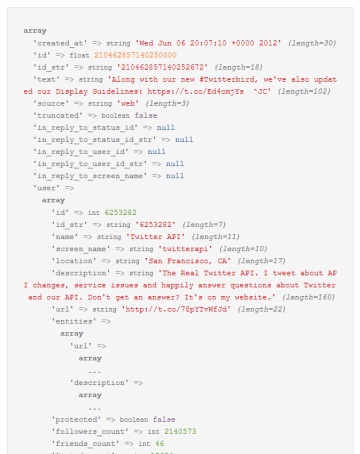 array
'created_at' => string 'Wed Jun 06 20:07:10 +0000 2012' (length=30)
'id' => float 210462857140250000
'id_str' => string '210462857140252672' (length=18)
'text' => string 'Along with our new #Twitterbird, we've also updat
ed our Display Guidelines: https://t.co/Ed4omjYs  ^JC' (length=102)
'source' => string 'web' (length=3)
'truncated' => boolean false
'in_reply_to_status_id' => null
'in_reply_to_status_id_str' => null
'in_reply_to_user_id' => null
'in_reply_to_user_id_str' => null
'in_reply_to_screen_name' => null
'user' =>
array
'id' => int 6253282
'id_str' => string '6253282' (length=7)
'name' => string 'Twitter API' (length=11)
'screen_name' => string 'twitterapi' (length=10)
'location' => string 'San Francisco, CA' (length=17)
'description' => string 'The Real Twitter API. I tweet about AP
I changes, service issues and happily answer questions about Twitter
and our API. Don't get an answer? It's on my website.' (length=160)
'url' => string 'http://t.co/78pYTvWfJd' (length=22)
'entities' =>
array
'url' =>
array
...
'description' =>
array
...
'protected' => boolean false
'followers_count' => int 2140573
'friends_count' => int 46